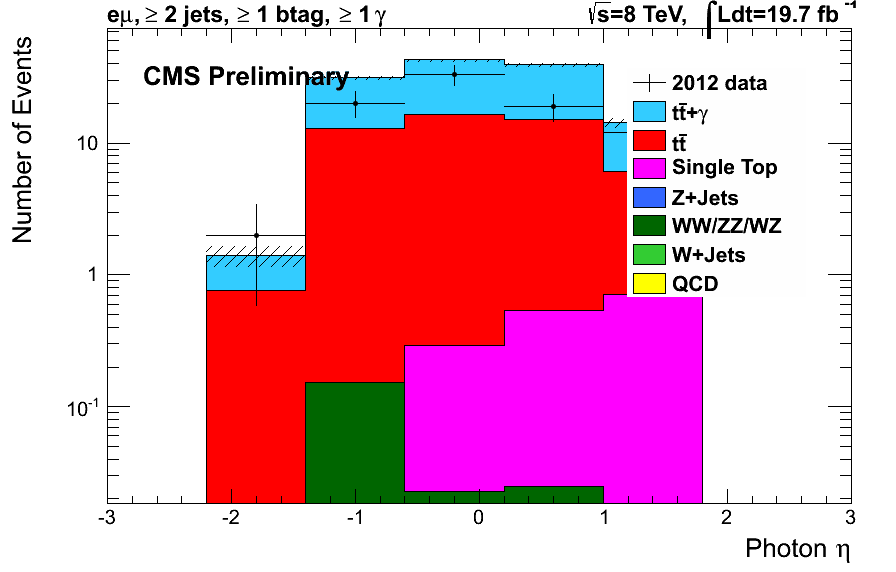 eμ, ≥ 2 jets, ≥ 1 btag, ≥ 1 γ
√s=8 TeV, ∫Ldt=19.7 fb⁻¹
CMS Preliminary
Number of Events
10
1
10⁻¹
2012 data
tt̄+γ
tt̄
Single Top
Z+Jets
WW/ZZ/WZ
W+Jets
QCD
-3 -2 -1 0 1 2 3
Photon η